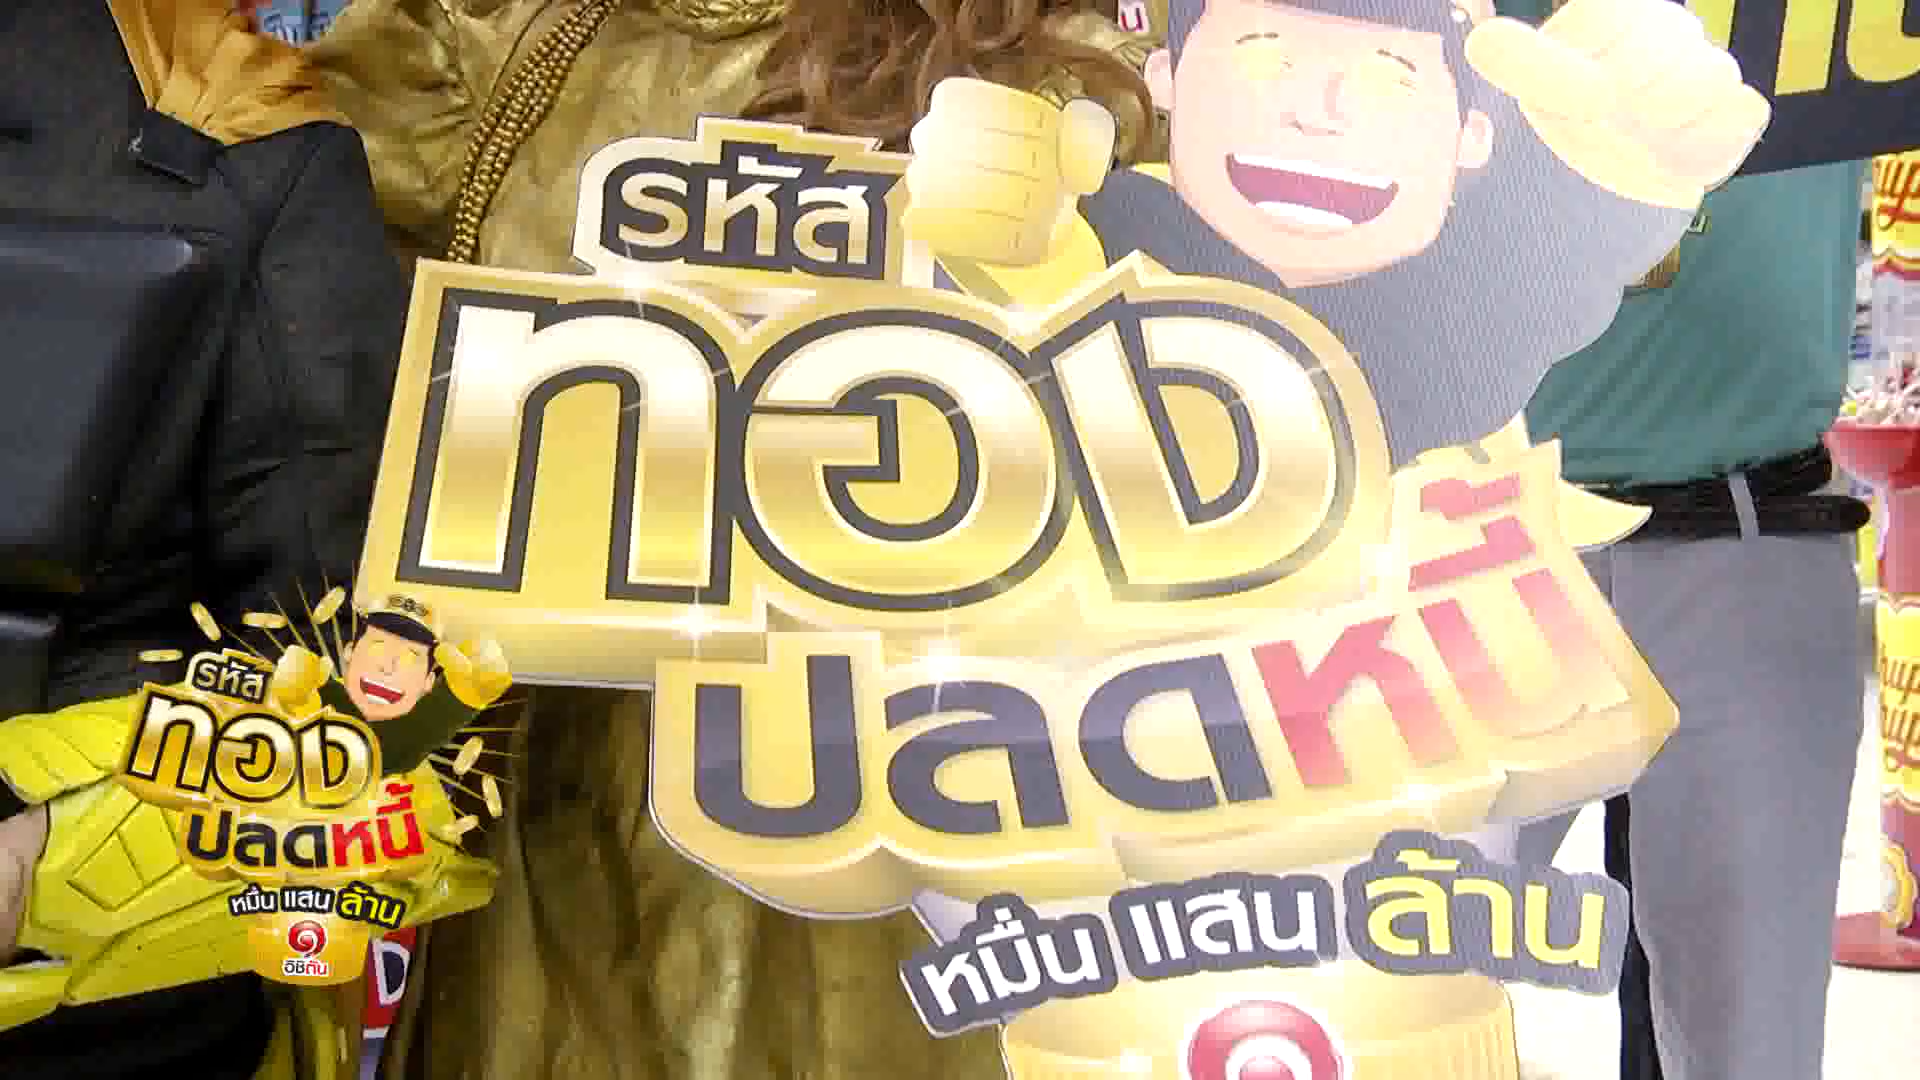 รหัส
ทอง
ปลดหนี้
หมื่น แสน ล้าน
รหัส
ทอง
ปลดหนี้
หมื่น แสน ล้าน
อิชิตัน